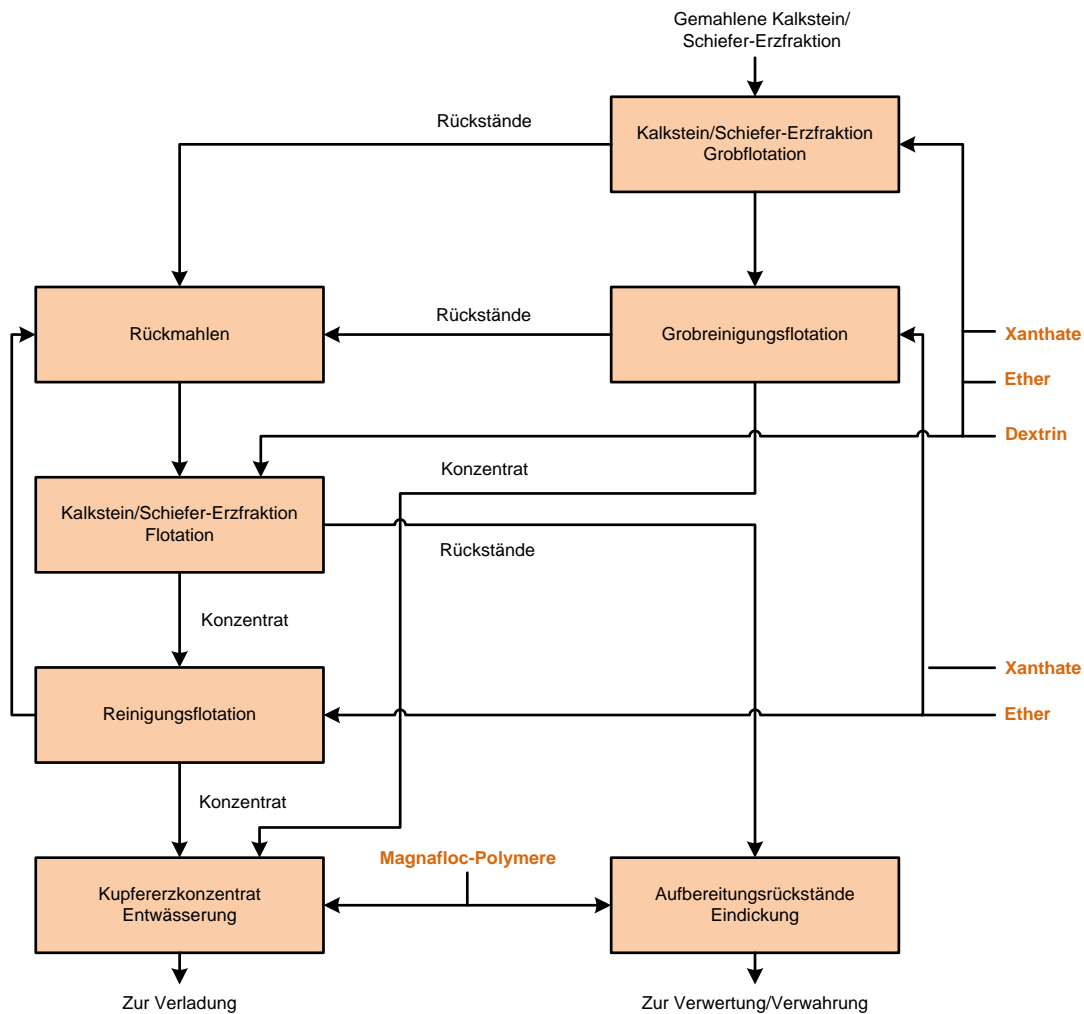 Gemahlene Kalkstein/
Schiefer-Erzfraktion
Rückstände
Kalkstein/Schiefer-Erzfraktion
Grobflotation
Rückmahlen
Rückstände
Grobreinigungsflotation
Xanthate
Ether
Dextrin
Konzentrat
Kalkstein/Schiefer-Erzfraktion
Flotation
Rückstände
Konzentrat
Xanthate
Reinigungsflotation
Ether
Konzentrat
Magnafloc-Polymere
Kupfererzkonzentrat
Entwässerung
Aufbereitungsrückstände
Eindickung
Zur Verladung
Zur Verwertung/Verwahrung